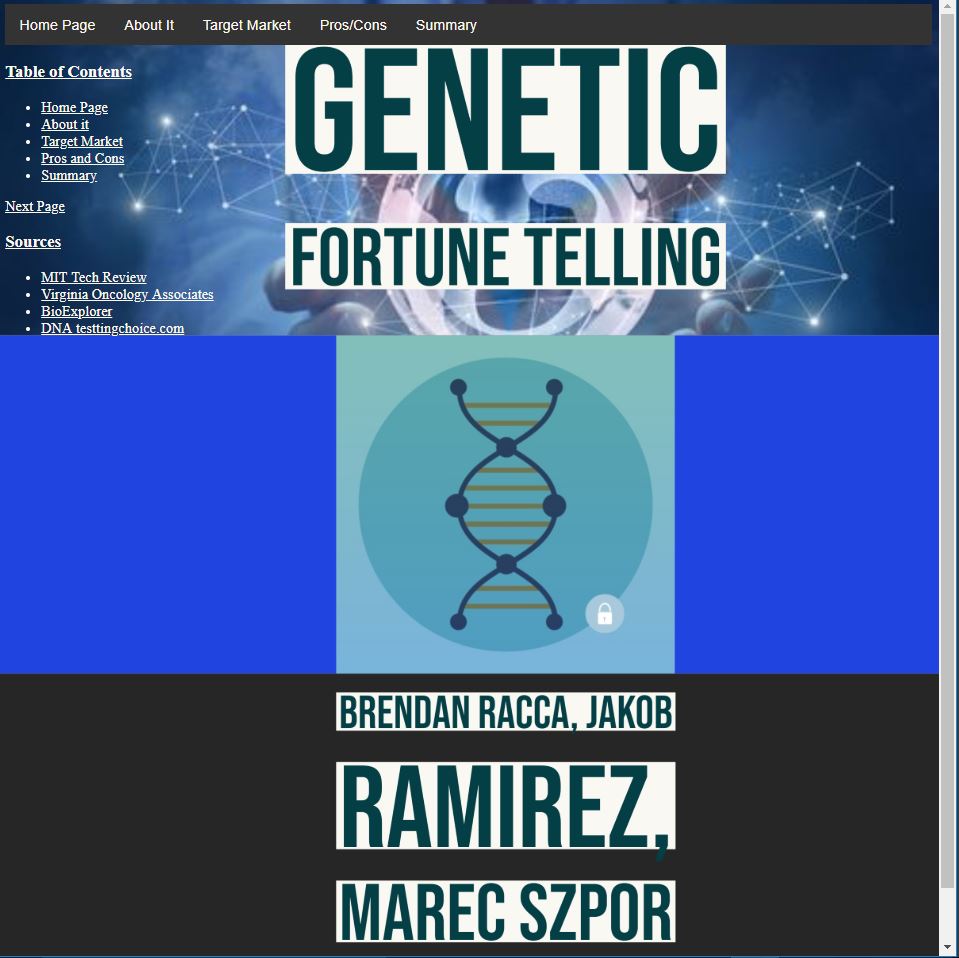 Home Page About It Target Market Pros/Cons Summary
GENETIC
FORTUNE TELLING
Table of Contents
Home Page
About it
Target Market
Pros and Cons
Summary
Next Page
Sources
MIT Tech Review
Virginia Oncology Associates
BioExplorer
DNA testtingchoice.com
BRENDAN RACCA, JAKOB
RAMIREZ,
MAREC SZPOR